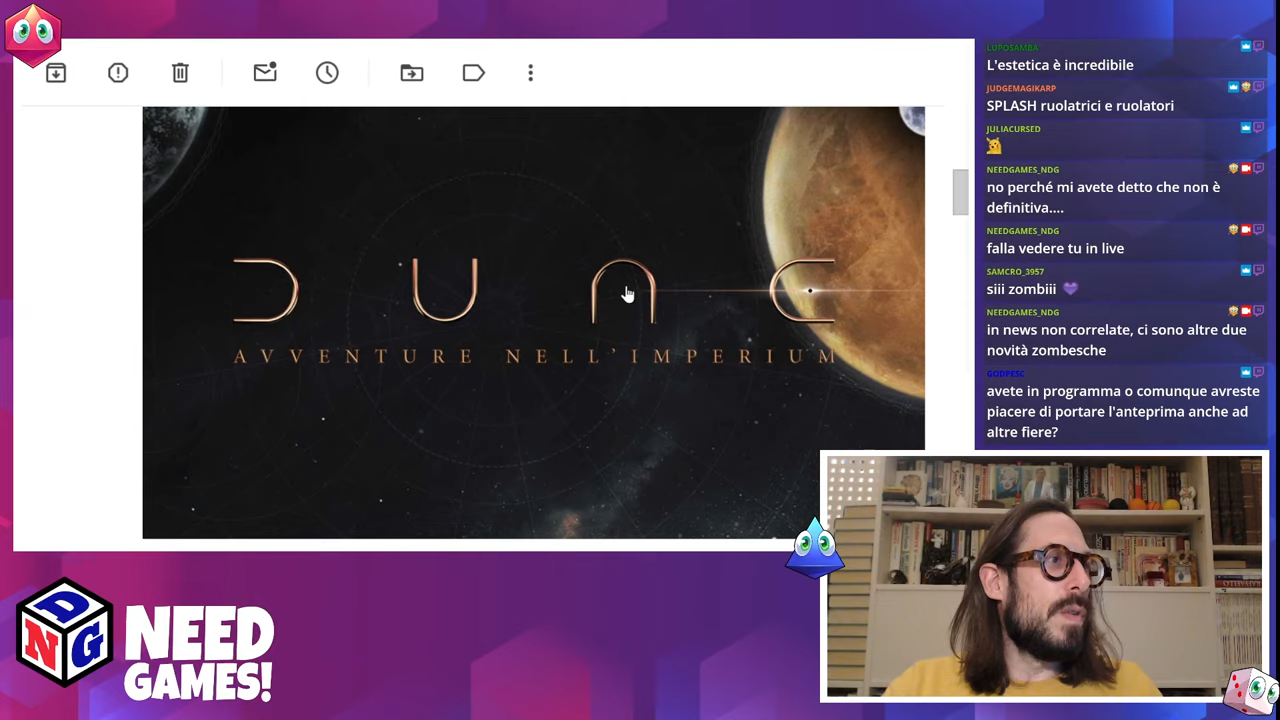 DUNE
AVVENTURE NELL'IMPERIUM
LUPOSAMBA
L'estetica è incredibile
JUDGEMAGIKARP
SPLASH ruolatrici e ruolatori
JULIACURSED
NEEDGAMES_NDG
no perché mi avete detto che non è
definitiva....
NEEDGAMES_NDG
falla vedere tu in live
SAMCRO_3957
siii zombiii 💜
NEEDGAMES_NDG
in news non correlate, ci sono altre due
novità zombesche
GODPESC
avete in programma o comunque avreste
piacere di portare l'anteprima anche ad
altre fiere?
D
N G
NEED
GAMES!